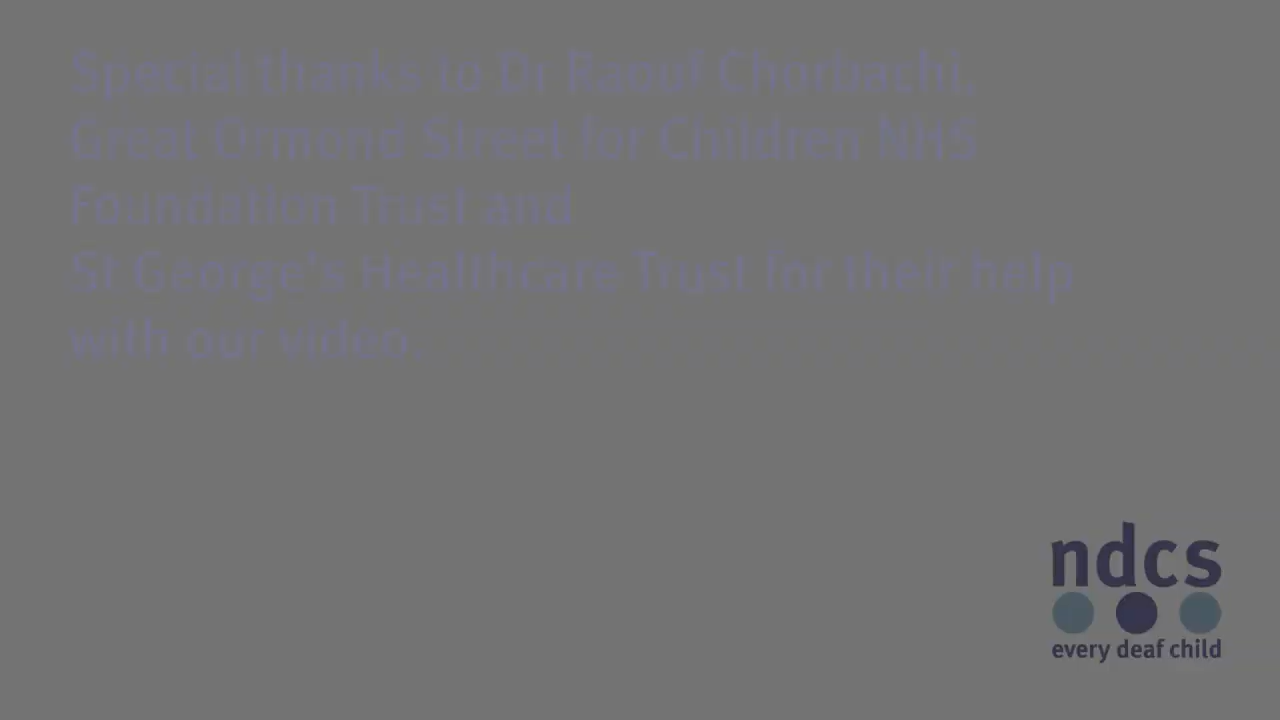 Special thanks to Dr Raouf Chorbachi,
Great Ormond Street for Children NHS
Foundation Trust and
St George's Healthcare Trust for their help
with our video.
ndcs
every deaf child